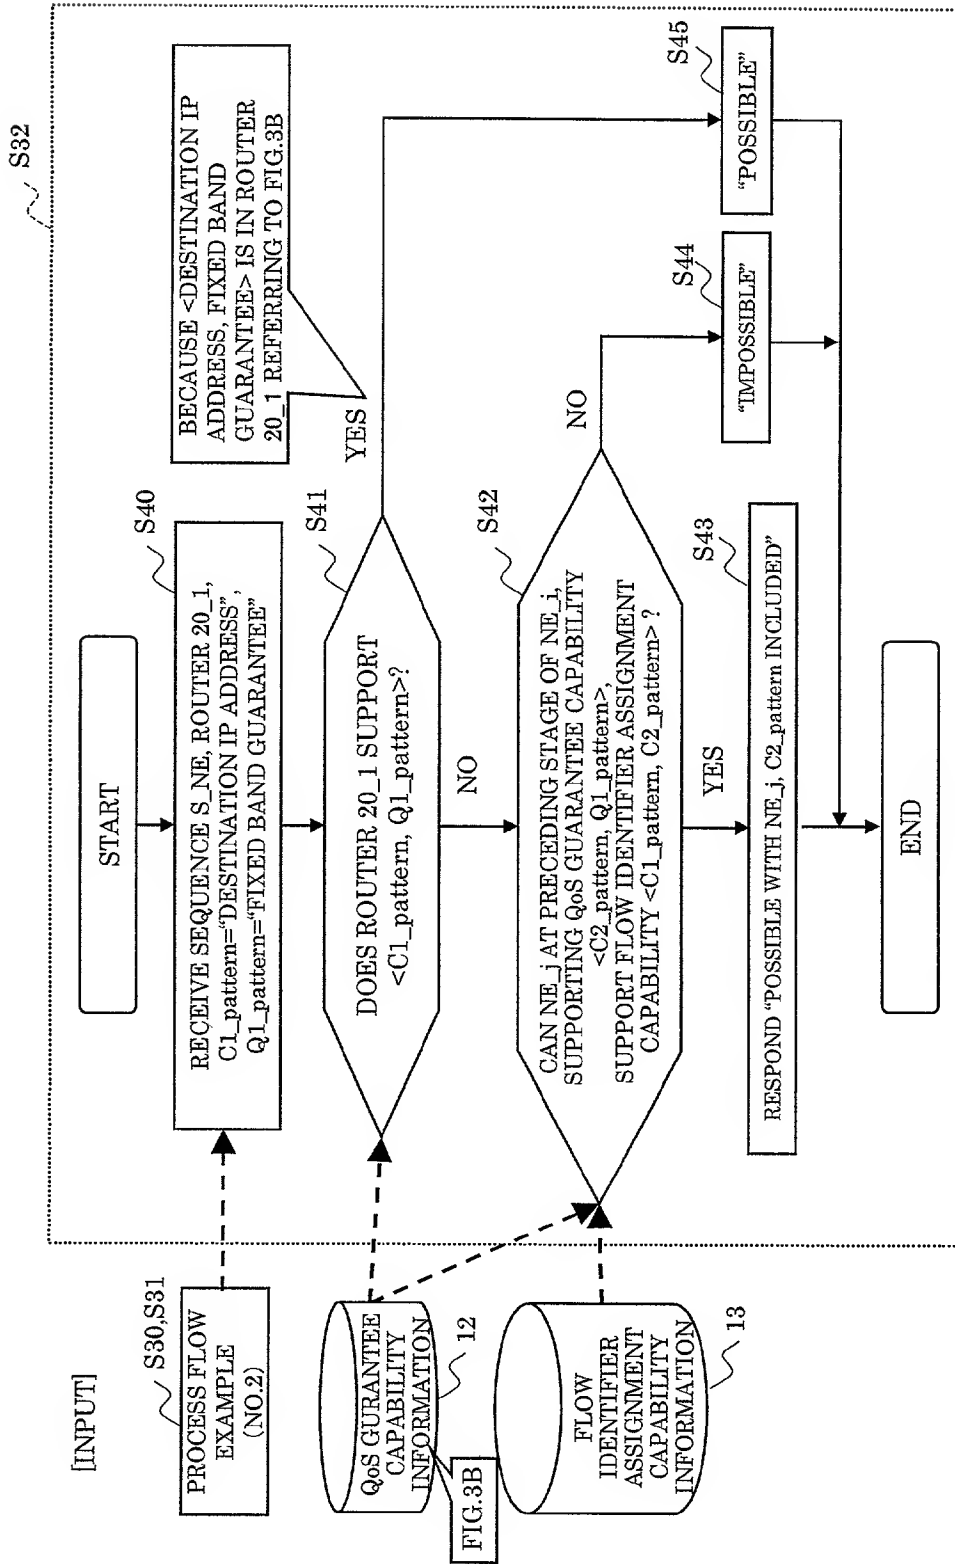 S32
[INPUT]
S30,S31
PROCESS FLOW
EXAMPLE
(NO.2)
QoS GURANTEE
CAPABILITY
INFORMATION
12
FIG.3B
FLOW
IDENTIFIER
ASSIGNMENT
CAPABILITY
INFORMATION
13
START
S40
RECEIVE SEQUENCE S_NE, ROUTER 20_1,
C1_pattern="DESTINATION IP ADDRESS",
Q1_pattern="FIXED BAND GUARANTEE"
S41
DOES ROUTER 20_1 SUPPORT
<C1_pattern, Q1_pattern>?
YES
BECAUSE <DESTINATION IP
ADDRESS, FIXED BAND
GUARANTEE> IS IN ROUTER
20_1 REFERRING TO FIG.3B
NO
S42
CAN NE_j AT PRECEDING STAGE OF NE_i,
SUPPORTING QoS GUARANTEE CAPABILITY
<C2_pattern, Q1_pattern>,
SUPPORT FLOW IDENTIFIER ASSIGNMENT
CAPABILITY <C1_pattern, C2_pattern> ?
NO
YES
S43
RESPOND "POSSIBLE WITH NE_j, C2_pattern INCLUDED"
S44
"IMPOSSIBLE"
S45
"POSSIBLE"
END